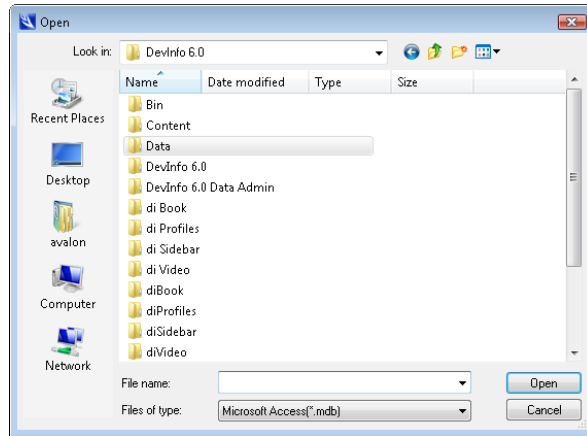 Open
Look in: DevInfo 6.0
Name Date modified Type Size
Recent Places
Desktop
avalon
Computer
Network
Bin
Content
Data
DevInfo 6.0
DevInfo 6.0 Data Admin
di Book
di Profiles
di Sidebar
di Video
diBook
diProfiles
diSidebar
diVideo
File name: Open
Files of type: Microsoft Access(*.mdb) Cancel